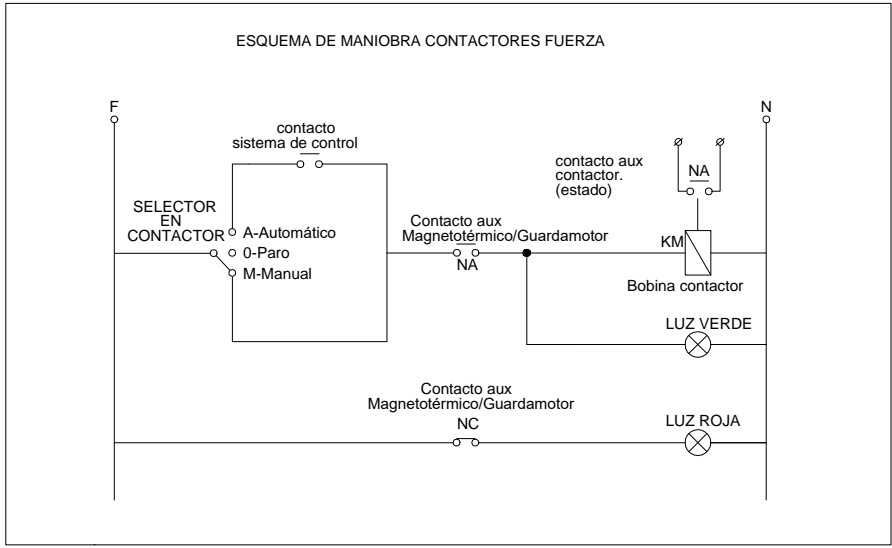 ESQUEMA DE MANIOBRA CONTACTORES FUERZA
F
N
contacto
sistema de control
contacto aux
contactor.
(estado)
NA
SELECTOR
EN
CONTACTOR
A-Automático
0-Paro
M-Manual
Contacto aux
Magnetotérmico/Guardamotor
NA
KM
Bobina contactor
LUZ VERDE
Contacto aux
Magnetotérmico/Guardamotor
NC
LUZ ROJA